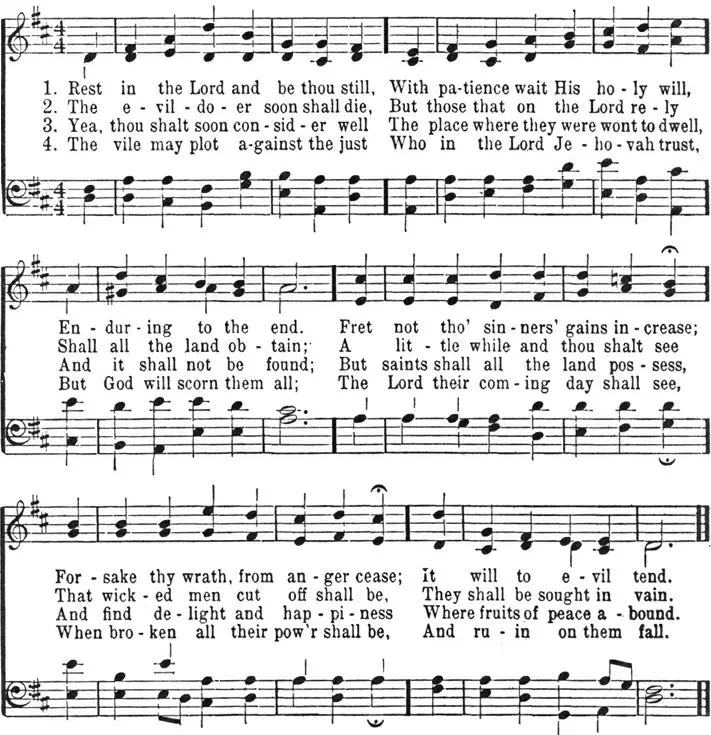 4
4
1. Rest in the Lord and be thou still, With pa-tience wait His ho - ly will,
2. The e - vil - do - er soon shall die, But those that on the Lord re - ly
3. Yea, thou shalt soon con - sid - er well The place where they were wont to dwell,
4. The vile may plot a-gainst the just Who in the Lord Je - ho - vah trust,
4
4
En - dur - ing to the end. Fret not tho' sin - ners' gains in - crease;
Shall all the land ob - tain; A lit - tle while and thou shalt see
And it shall not be found; But saints shall all the land pos - sess,
But God will scorn them all; The Lord their com - ing day shall see,
For - sake thy wrath, from an - ger cease; It will to e - vil tend.
That wick - ed men cut off shall be, They shall be sought in vain.
And find de - light and hap - pi - ness Where fruits of peace a - bound.
When bro - ken all their pow'r shall be, And ru - in on them fall.